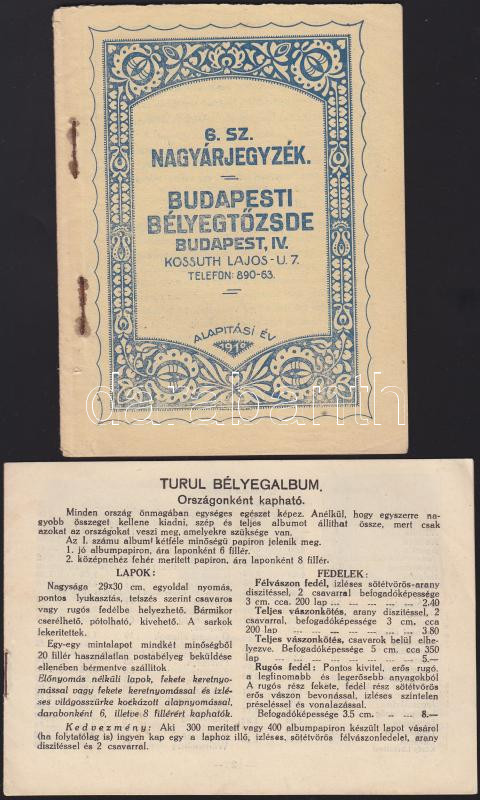 6. SZ.
NAGYÁRJEGYZÉK.
BUDAPESTI
BÉLYEGTŐZSDE
BUDAPEST, IV.
KOSSUTH LAJOS-U. 7.
TELEFON: 890-63.
ALAPITÁSI ÉV
darabanth
TURUL BÉLYEGALBUM.
Országonként kapható.
Minden ország önmagában egységes egészet képez. Anélkül, hogy egyszerre na-
gyobb összeget kellene kiadni, szép és teljes albumot állithat össze, mert csak
azokat az országokat veszi meg, amelyekre szüksége van.
Az I. számu album! kétféle minőségü papiron jelenik meg.
1. jó albumpapiron, ára laponként 6 fillér.
2. középnehéz fehér meritett papiron, ára laponként 8 fillér.
LAPOK:
Nagysága 29x30 cm. egyoldal nyomás,
pontos lyukasztás, tetszés szerint csavaros
vagy rugós fedélbe helyezhető. Bármikor
cserélhető, pótolható, kivehető. A sarkok
lekeritettek.
Egy-egy mintalapot mindkét minőségből
20 fillér használatlan postabélyeg beküldése
ellenében bérmentve szállitok.
Előnyomás nélküli lapok, fekete keretnyo-
mással vagy fekete keretnyomással és izlé-
ses világosszürke koékázott alapnyomással,
darabonként 6, illetve 8 fillérért kaphatók.
FEDELEK:
Félvászon fedél, izléses sötétvörös-arany
diszitéssel, 2 csavarral befogadóképessége
3 cm. cca. 200 lap ... ... ... ... ... 2.40
Teljes vászonkötés, arany diszitéssel, 2
csavarral, befogadóképessége 3 cm. cca
200 lap ... ... ... ... ... ... 3.80
Teljes vászonkötés, csavarok belül elhe-
lyezve. Befogadóképessége 5 cm. cca 350
lap ... ... ... ... ... ... 5.—
Rugós fedél: Pontos kivitel, erős rugó,
a legfinomabb és legerősebb anyagokból
A rugós rész fekete, fedél rész sötétvörös
erős vászon bevonással, izléses szintelen
préseléssel és vonalazással.
Befogadóképessége 3.5 cm. ... ... 8.—
Kedvezmény: Aki 300 meritett vagy 400 albumpapiron készült lapot vásárol
(ha folytatólag is) ingyen kap egy a laphoz illő, izléses, sötétvörös félvászonfedelet, arany
diszitéssel és 2 csavarral.